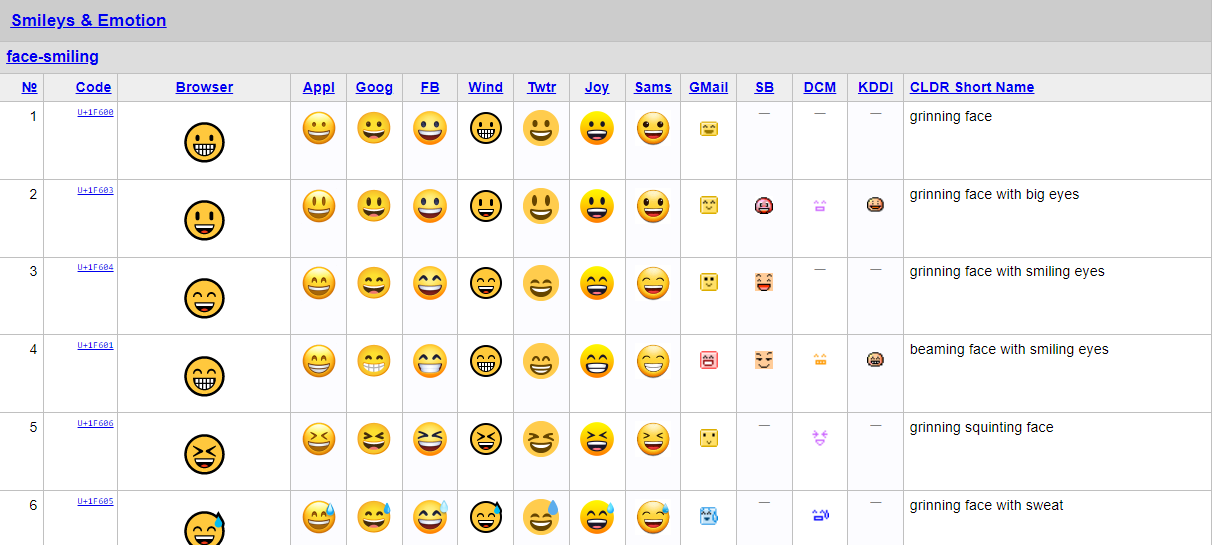 Smileys & Emotion
face-smiling
№ Code Browser Appl Goog FB Wind Twtr Joy Sams GMail SB DCM KDDI CLDR Short Name
1 U+1F600 — — — grinning face
2 U+1F603 grinning face with big eyes
3 U+1F604 — — grinning face with smiling eyes
4 U+1F601 beaming face with smiling eyes
5 U+1F606 — — grinning squinting face
6 U+1F605 — — grinning face with sweat